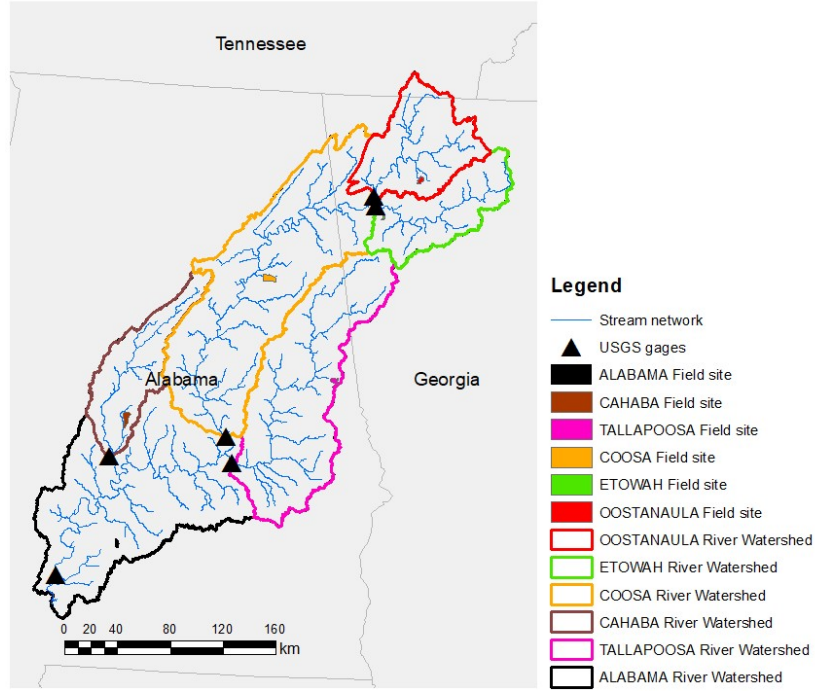 Tennessee
Alabama
Georgia
0 20 40 80 120 160
km
Legend
Stream network
USGS gages
ALABAMA Field site
CAHABA Field site
TALLAPOOSA Field site
COOSA Field site
ETOWAH Field site
OOSTANAULA Field site
OOSTANAULA River Watershed
ETOWAH River Watershed
COOSA River Watershed
CAHABA River Watershed
TALLAPOOSA River Watershed
ALABAMA River Watershed